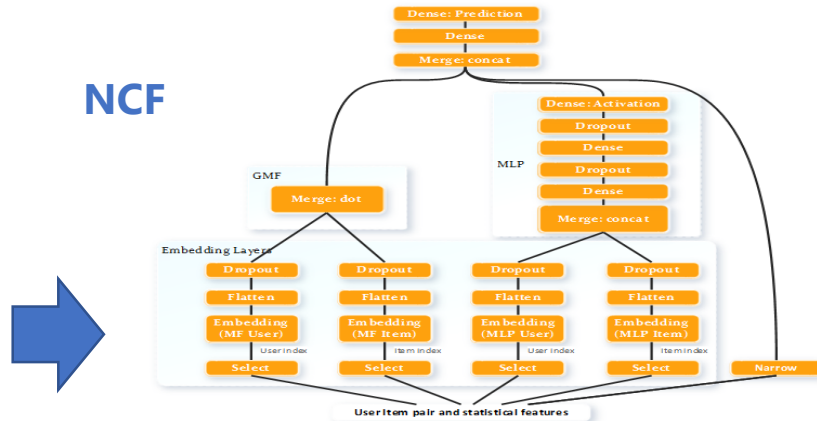 Dense: Prediction
Dense
Merge: concat
NCF
Dense: Activation
Dropout
Dense
MLP
Dropout
Dense
Merge: concat
GMF
Merge: dot
Embedding Layers
Dropout Dropout Dropout Dropout
Flatten Flatten Flatten Flatten
Embedding Embedding Embedding Embedding
(MF User) (MF Item) (MLP User) (MLP Item)
User Index Item Index User Index Item Index
Select Select Select Select Narrow
User Item pair and statistical features